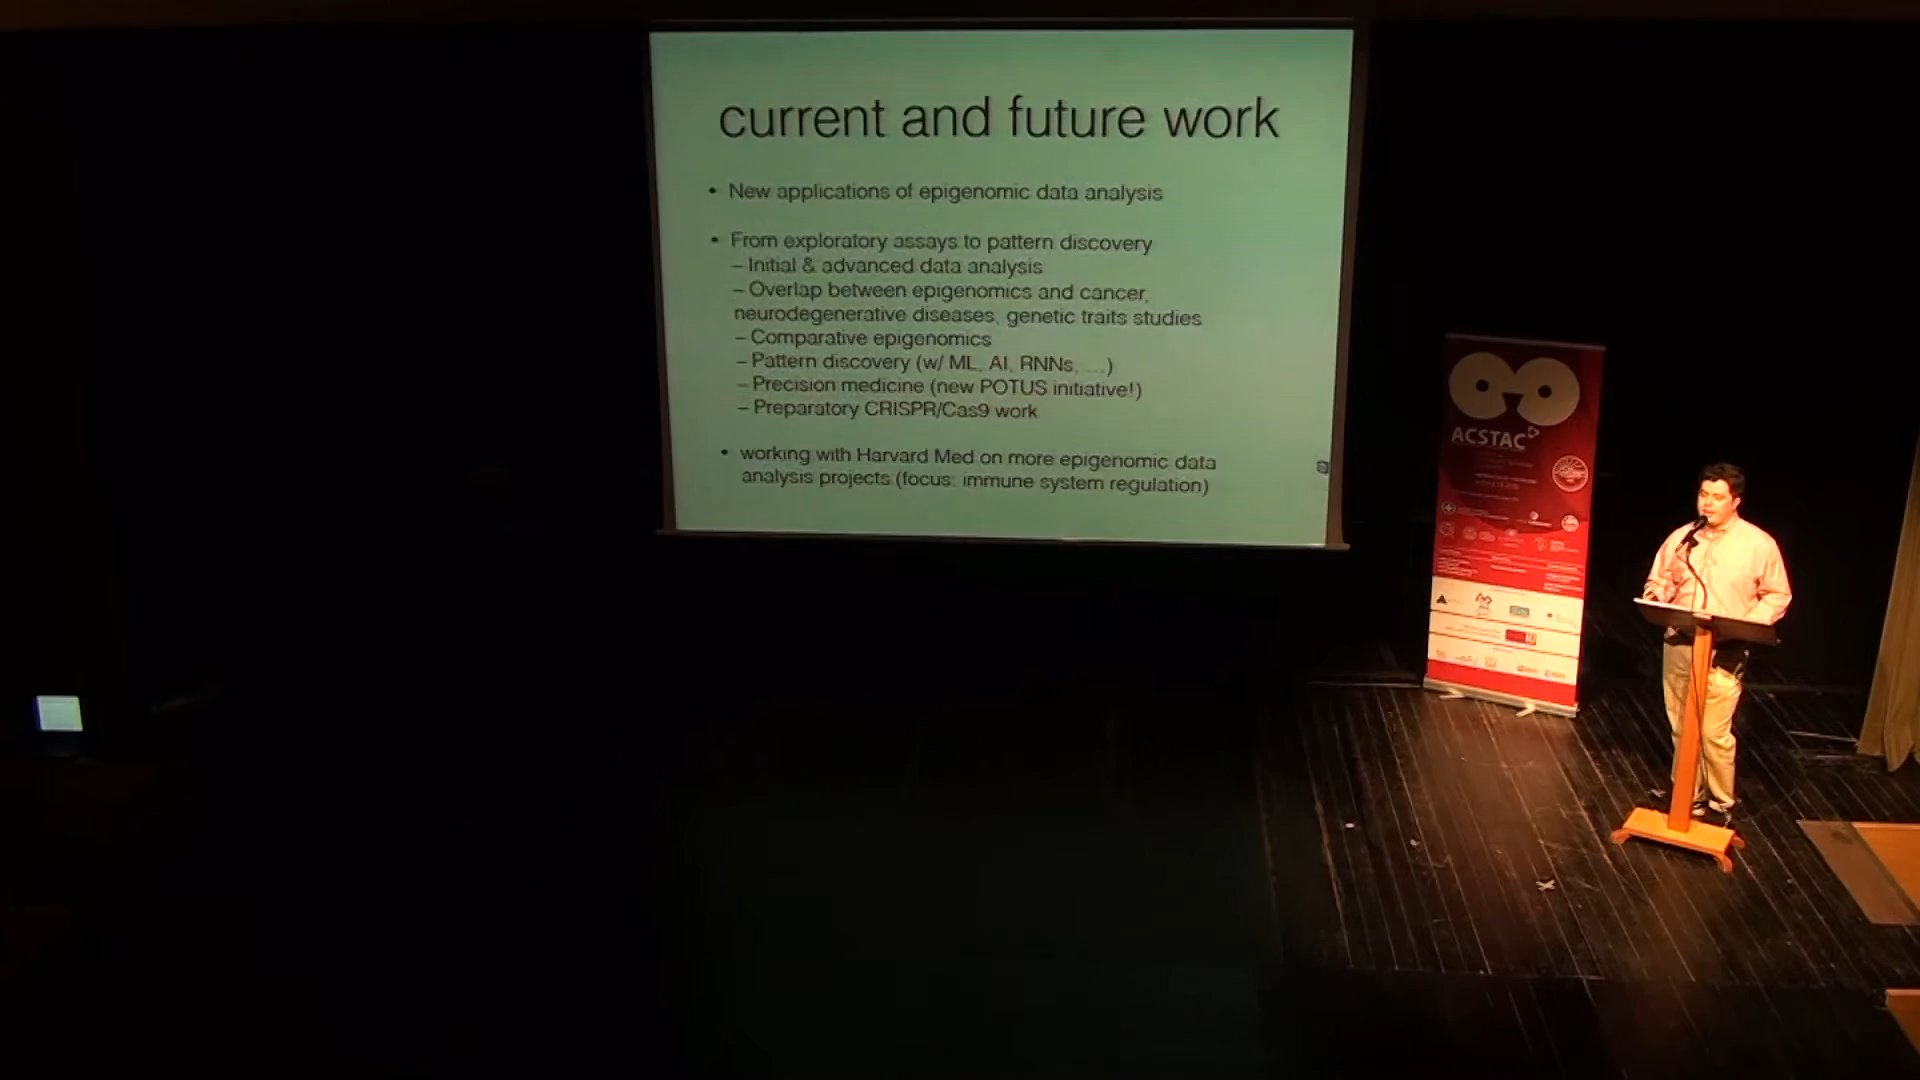 current and future work
• New applications of epigenomic data analysis
• From exploratory assays to pattern discovery
– Initial & advanced data analysis
– Overlap between epigenomics and cancer,
neurodegenerative diseases, genetic traits studies
– Comparative epigenomics
– Pattern discovery (w/ ML, AI, RNNs, ...)
– Precision medicine (new POTUS initiative!)
– Preparatory CRISPR/Cas9 work
• working with Harvard Med on more epigenomic data
analysis projects (focus: immune system regulation)
ACSTAC